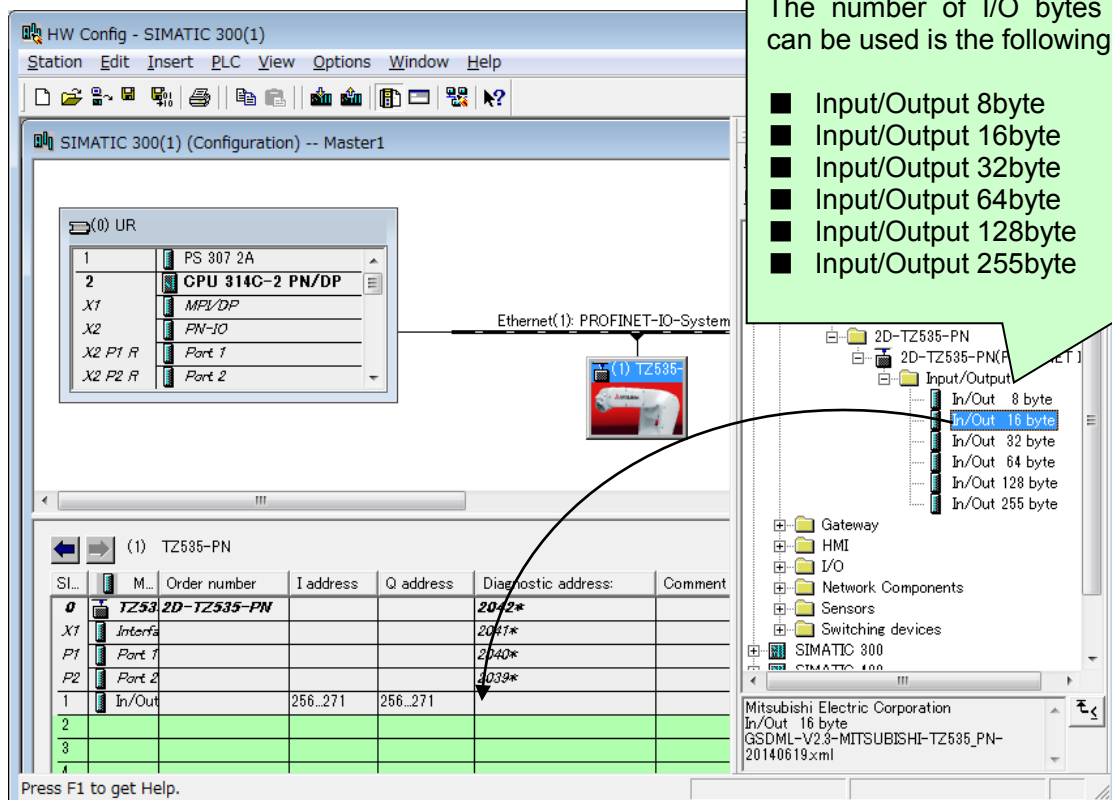 The number of I/O bytes
can be used is the following
■ Input/Output 8byte
■ Input/Output 16byte
■ Input/Output 32byte
■ Input/Output 64byte
■ Input/Output 128byte
■ Input/Output 255byte
HW Config - SIMATIC 300(1)
Station Edit Insert PLC View Options Window Help
SIMATIC 300(1) (Configuration) -- Master1
(0) UR
1 PS 307 2A
2 CPU 314C-2 PN/DP
X1 MPI/DP
X2 PN-IO
X2 P1 R Port 1
X2 P2 R Port 2
Ethernet(1): PROFINET-IO-System
(1) TZ535-
2D-TZ535-PN
2D-TZ535-PN(P
Input/Output
In/Out 8 byte
In/Out 16 byte
In/Out 32 byte
In/Out 64 byte
In/Out 128 byte
In/Out 255 byte
Gateway
HMI
I/O
Network Components
Sensors
Switching devices
SIMATIC 300
(1) TZ535-PN
Sl... M... Order number I address Q address Diagnostic address: Comment
0 TZ53 2D-TZ535-PN 2042*
X1 Interfa 2041*
P1 Port 1 2040*
P2 Port 2 2039*
1 In/Out 256...271 256...271
2
3
Mitsubishi Electric Corporation
In/Out 16 byte
GSDML-V2.3-MITSUBISHI-TZ535_PN-
20140619.xml
Press F1 to get Help.